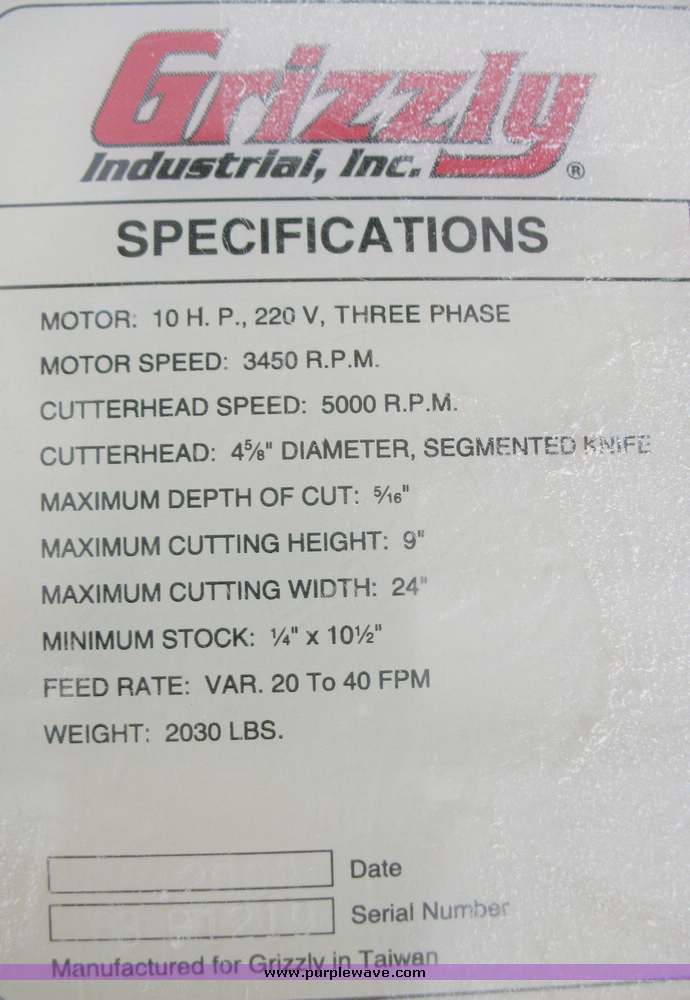 Grizzly
Industrial, Inc. ®
SPECIFICATIONS
MOTOR: 10 H. P., 220 V, THREE PHASE
MOTOR SPEED: 3450 R.P.M.
CUTTERHEAD SPEED: 5000 R.P.M.
CUTTERHEAD: 4⅝" DIAMETER, SEGMENTED KNIFE
MAXIMUM DEPTH OF CUT: 5/16"
MAXIMUM CUTTING HEIGHT: 9"
MAXIMUM CUTTING WIDTH: 24"
MINIMUM STOCK: ¼" x 10½"
FEED RATE: VAR. 20 To 40 FPM
WEIGHT: 2030 LBS.
Date
Serial Number
Manufactured for Grizzly in Taiwan
www.purplewave.com